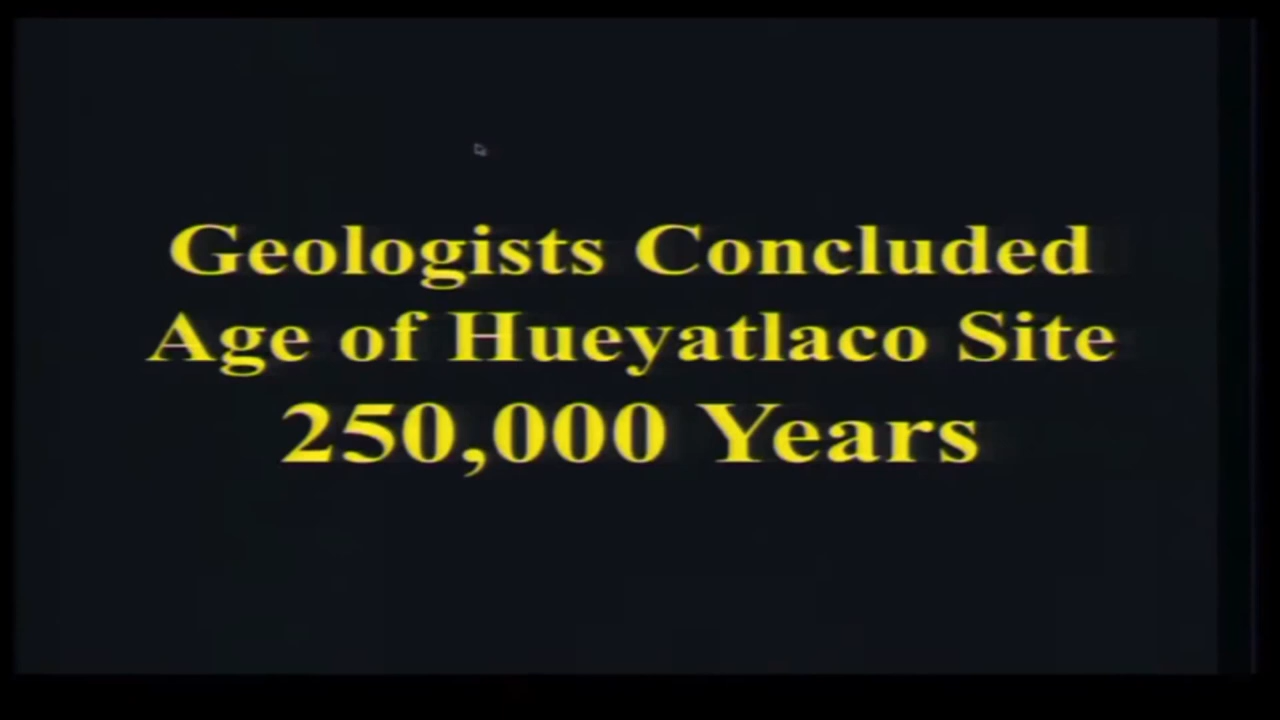 Geologists Concluded
Age of Hueyatlaco Site
250,000 Years